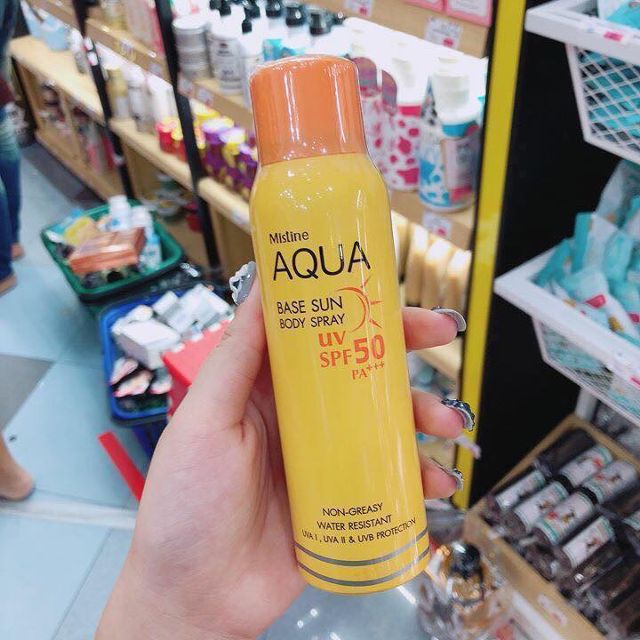 Mistine
AQUA
BASE SUN
BODY SPRAY
UV
SPF50
PA+++
NON-GREASY
WATER RESISTANT
UVA I, UVA II & UVB PROTECTION